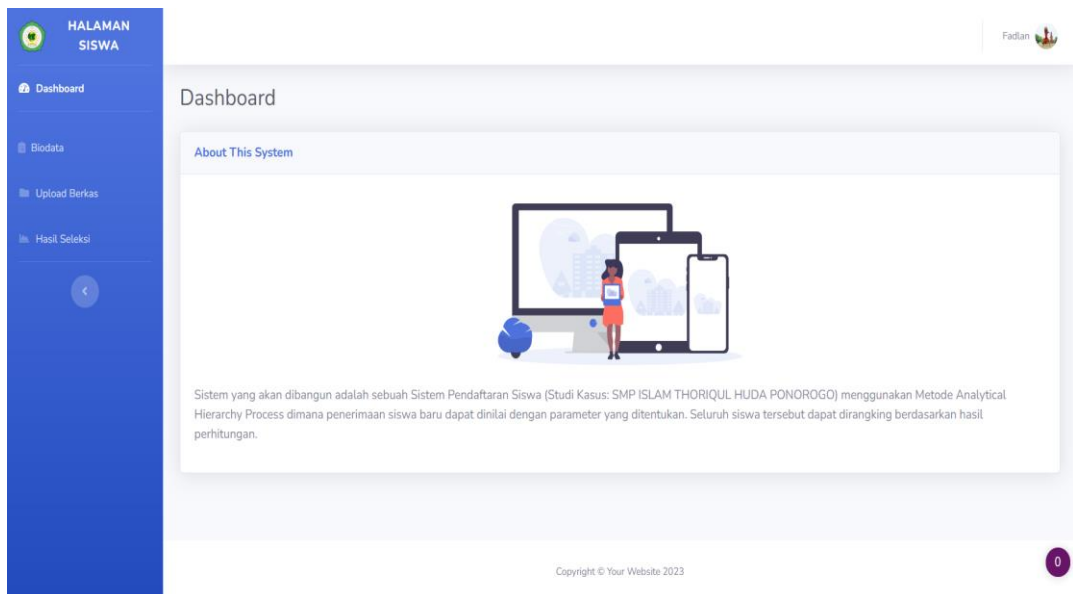 HALAMAN
SISWA
Fadlan
Dashboard
Dashboard
Biodata
About This System
Upload Berkas
Hasil Seleksi
Sistem yang akan dibangun adalah sebuah Sistem Pendaftaran Siswa (Studi Kasus: SMP ISLAM THORIQUL HUDA PONOROGO) menggunakan Metode Analytical
Hierarchy Process dimana penerimaan siswa baru dapat dinilai dengan parameter yang ditentukan. Seluruh siswa tersebut dapat dirangking berdasarkan hasil
perhitungan.
Copyright © Your Website 2023
0